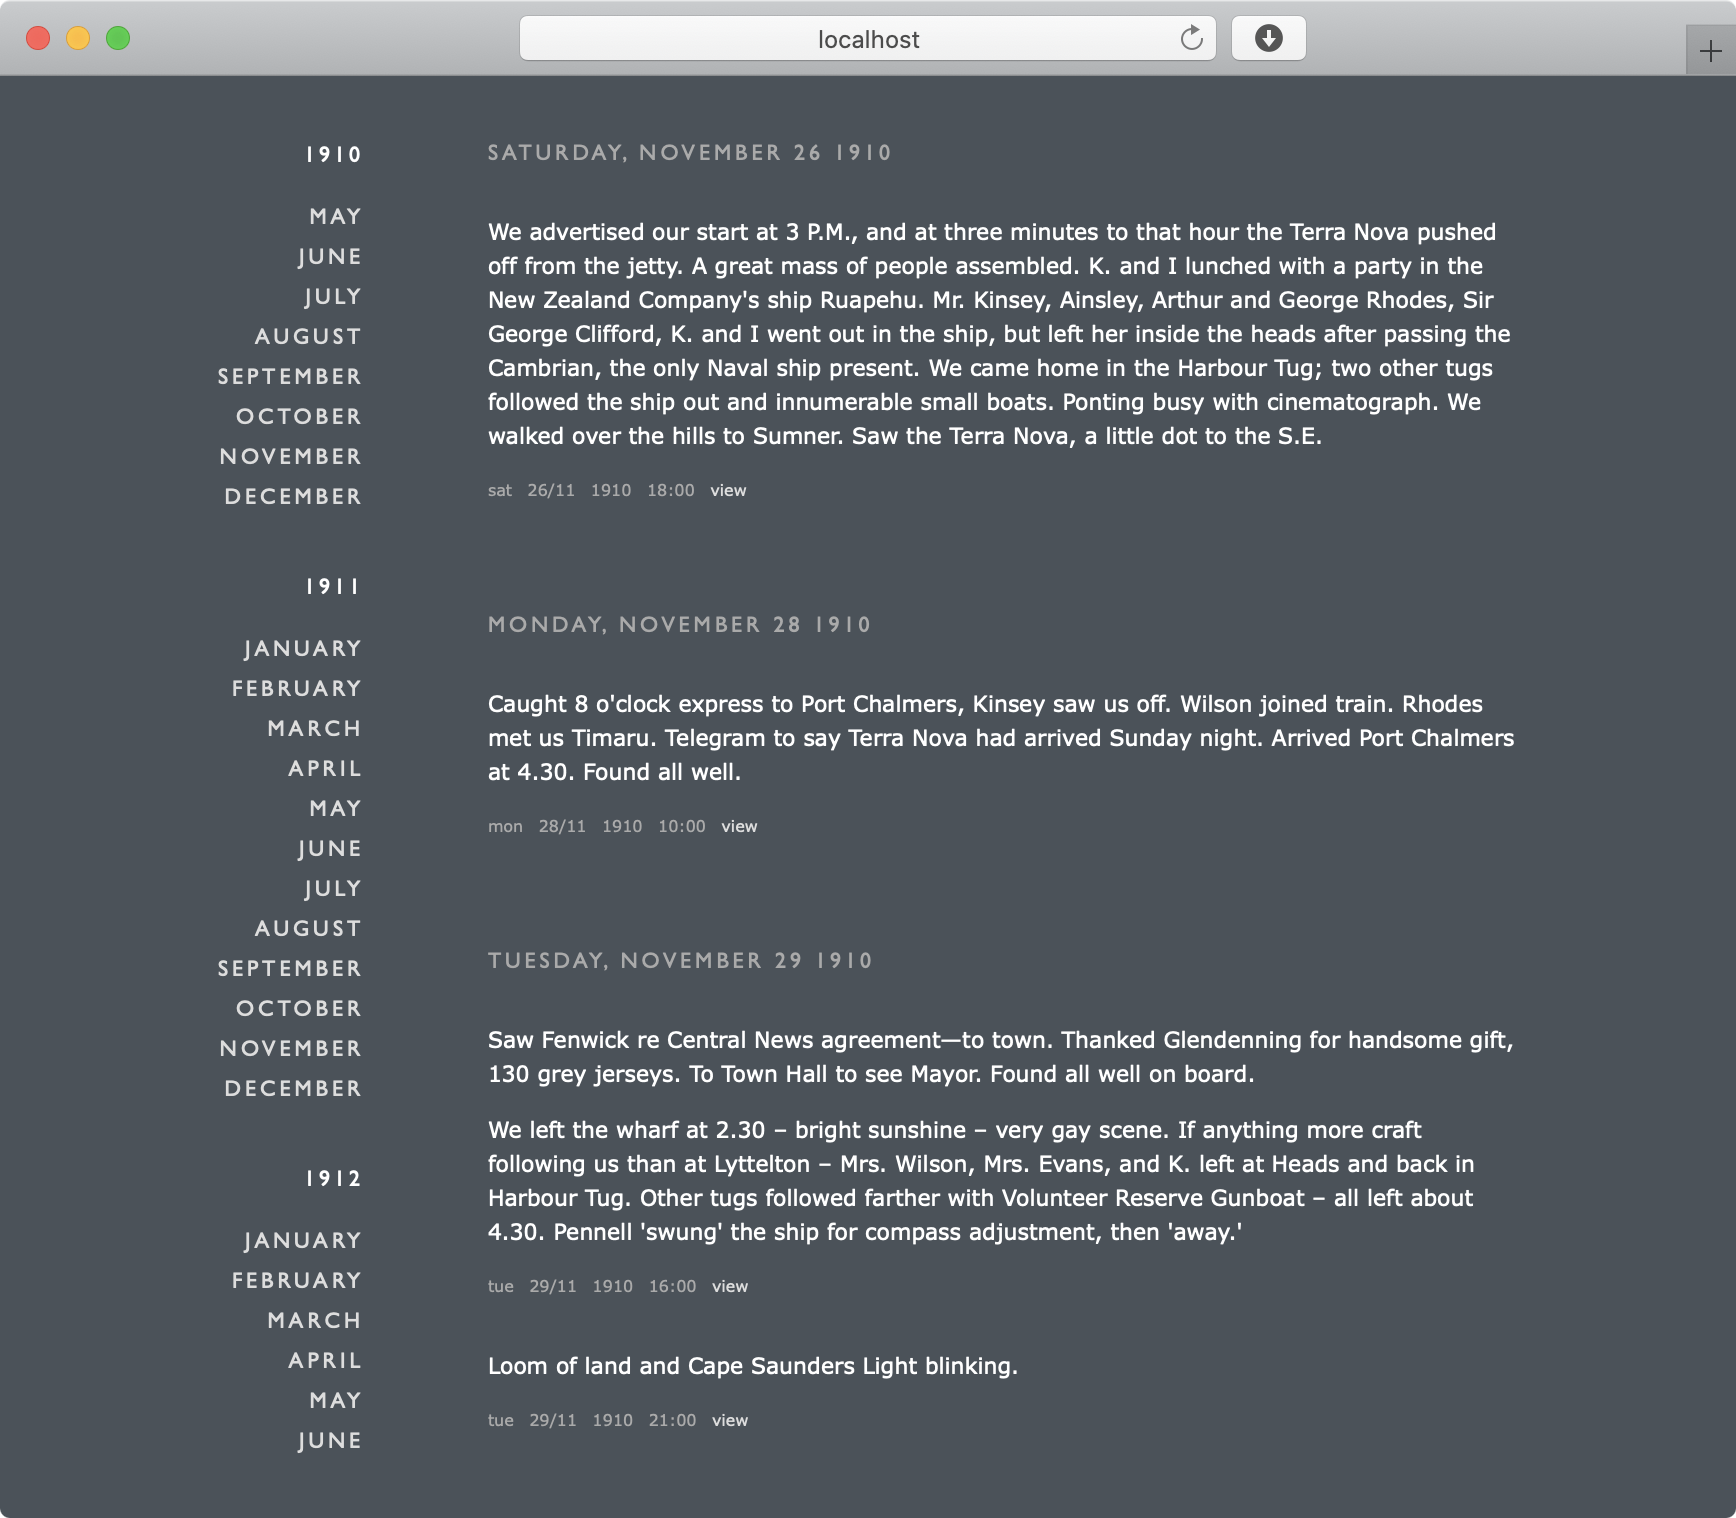 localhost
1910
MAY
JUNE
JULY
AUGUST
SEPTEMBER
OCTOBER
NOVEMBER
DECEMBER
1911
JANUARY
FEBRUARY
MARCH
APRIL
MAY
JUNE
JULY
AUGUST
SEPTEMBER
OCTOBER
NOVEMBER
DECEMBER
1912
JANUARY
FEBRUARY
MARCH
APRIL
MAY
JUNE
SATURDAY, NOVEMBER 26 1910
We advertised our start at 3 P.M., and at three minutes to that hour the Terra Nova pushed
off from the jetty. A great mass of people assembled. K. and I lunched with a party in the
New Zealand Company's ship Ruapehu. Mr. Kinsey, Ainsley, Arthur and George Rhodes, Sir
George Clifford, K. and I went out in the ship, but left her inside the heads after passing the
Cambrian, the only Naval ship present. We came home in the Harbour Tug; two other tugs
followed the ship out and innumerable small boats. Ponting busy with cinematograph. We
walked over the hills to Sumner. Saw the Terra Nova, a little dot to the S.E.
sat 26/11 1910 18:00 view
MONDAY, NOVEMBER 28 1910
Caught 8 o'clock express to Port Chalmers, Kinsey saw us off. Wilson joined train. Rhodes
met us Timaru. Telegram to say Terra Nova had arrived Sunday night. Arrived Port Chalmers
at 4.30. Found all well.
mon 28/11 1910 10:00 view
TUESDAY, NOVEMBER 29 1910
Saw Fenwick re Central News agreement—to town. Thanked Glendenning for handsome gift,
130 grey jerseys. To Town Hall to see Mayor. Found all well on board.
We left the wharf at 2.30 – bright sunshine – very gay scene. If anything more craft
following us than at Lyttelton – Mrs. Wilson, Mrs. Evans, and K. left at Heads and back in
Harbour Tug. Other tugs followed farther with Volunteer Reserve Gunboat – all left about
4.30. Pennell 'swung' the ship for compass adjustment, then 'away.'
tue 29/11 1910 16:00 view
Loom of land and Cape Saunders Light blinking.
tue 29/11 1910 21:00 view